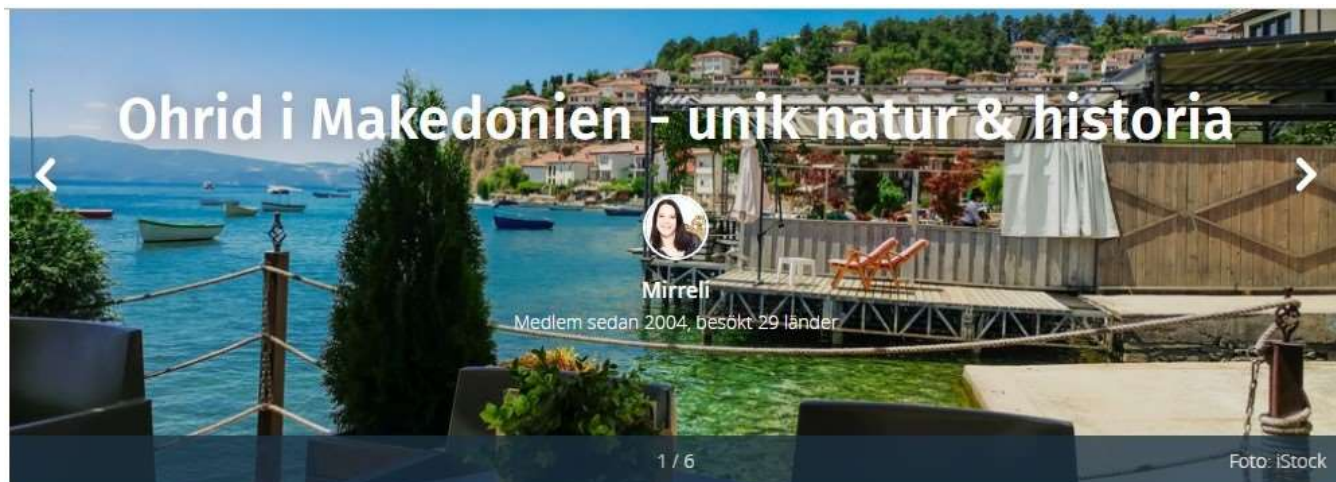 Ohrid i Makedonien - unik natur & historia
Mirreli
Medlem sedan 2004, besökt 29 länder
1 / 6
Foto: iStock